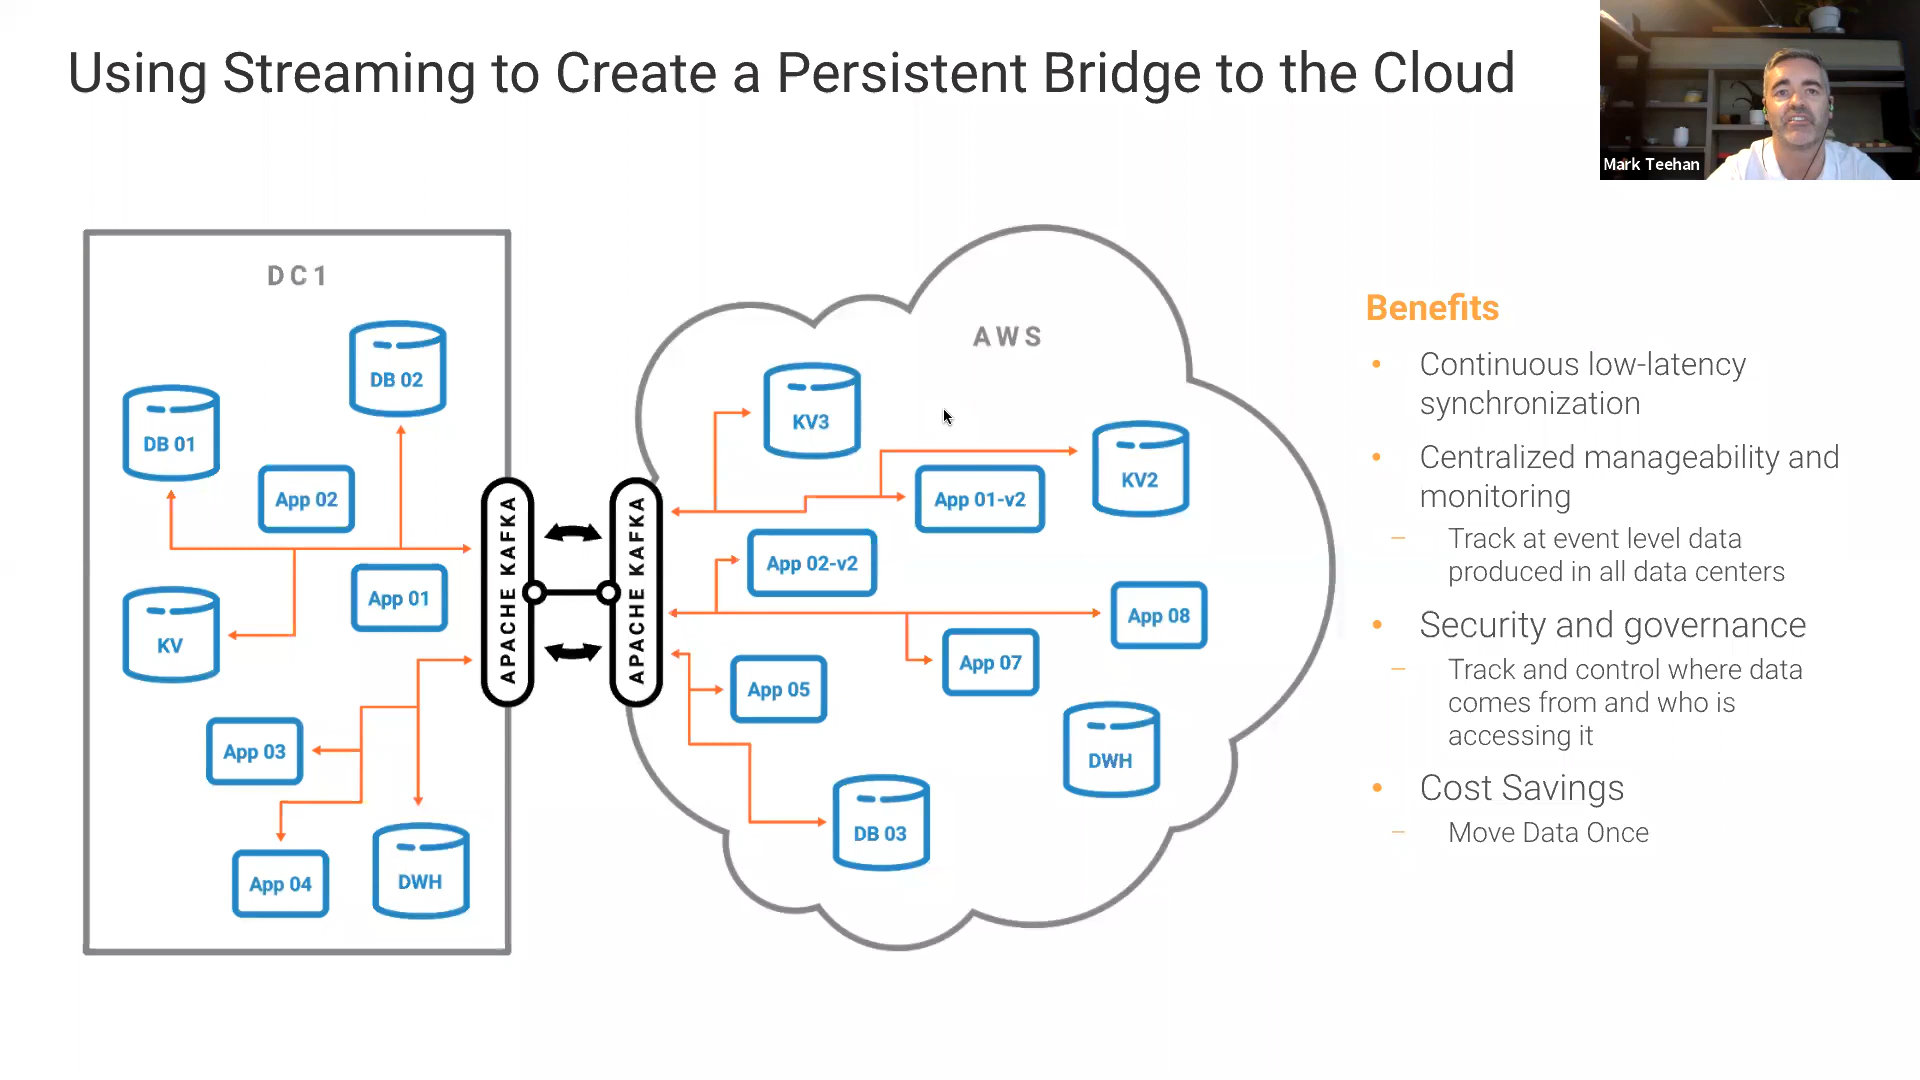 Using Streaming to Create a Persistent Bridge to the Cloud
Mark Teehan
DC1
DB 02
DB 01
App 02
App 01
KV
App 03
App 04
DWH
APACHE KAFKA
APACHE KAFKA
AWS
KV3
KV2
App 01-v2
App 02-v2
App 08
App 07
App 05
DWH
DB 03
Benefits
• Continuous low-latency
synchronization
• Centralized manageability and
monitoring
– Track at event level data
produced in all data centers
• Security and governance
– Track and control where data
comes from and who is
accessing it
• Cost Savings
– Move Data Once